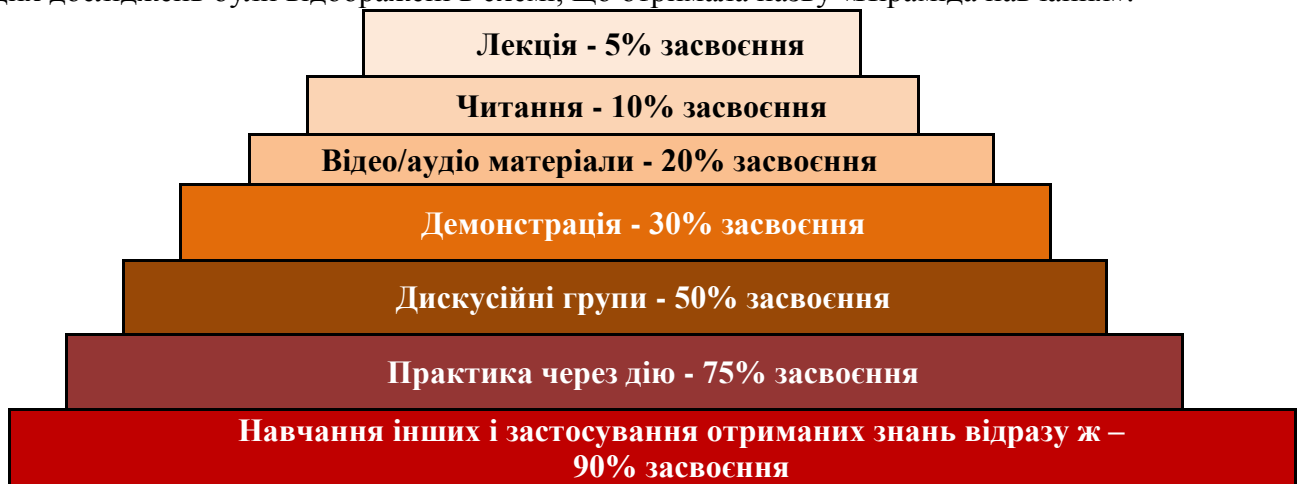 Лекція - 5% засвоєння
Читання - 10% засвоєння
Відео/аудіо матеріали - 20% засвоєння
Демонстрація - 30% засвоєння
Дискусійні групи - 50% засвоєння
Практика через дію - 75% засвоєння
Навчання інших і застосування отриманих знань відразу ж –
90% засвоєння